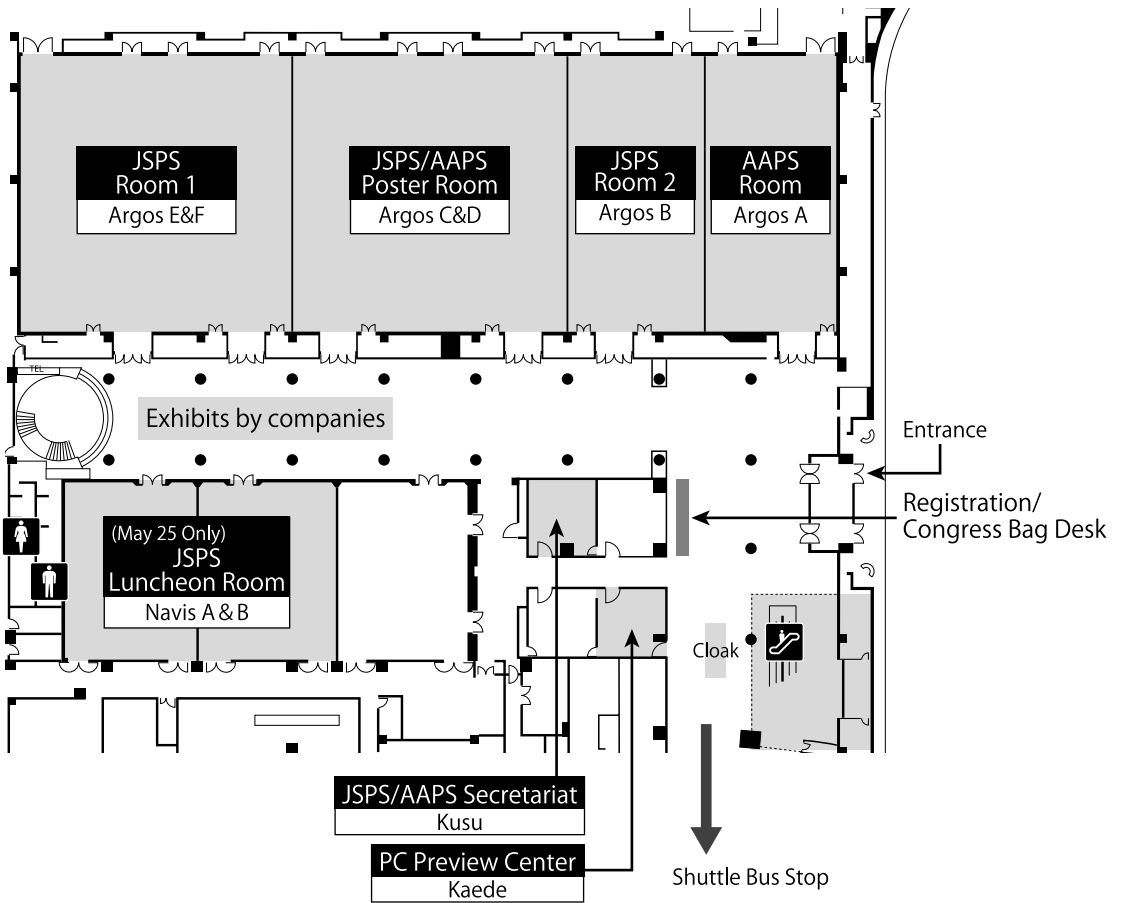 JSPS
Room 1
Argos E&F
JSPS/AAPS
Poster Room
Argos C&D
JSPS
Room 2
Argos B
AAPS
Room
Argos A
TEL
Exhibits by companies
Entrance
Registration/
Congress Bag Desk
(May 25 Only)
JSPS
Luncheon Room
Navis A & B
Cloak
JSPS/AAPS Secretariat
Kusu
PC Preview Center
Kaede
Shuttle Bus Stop